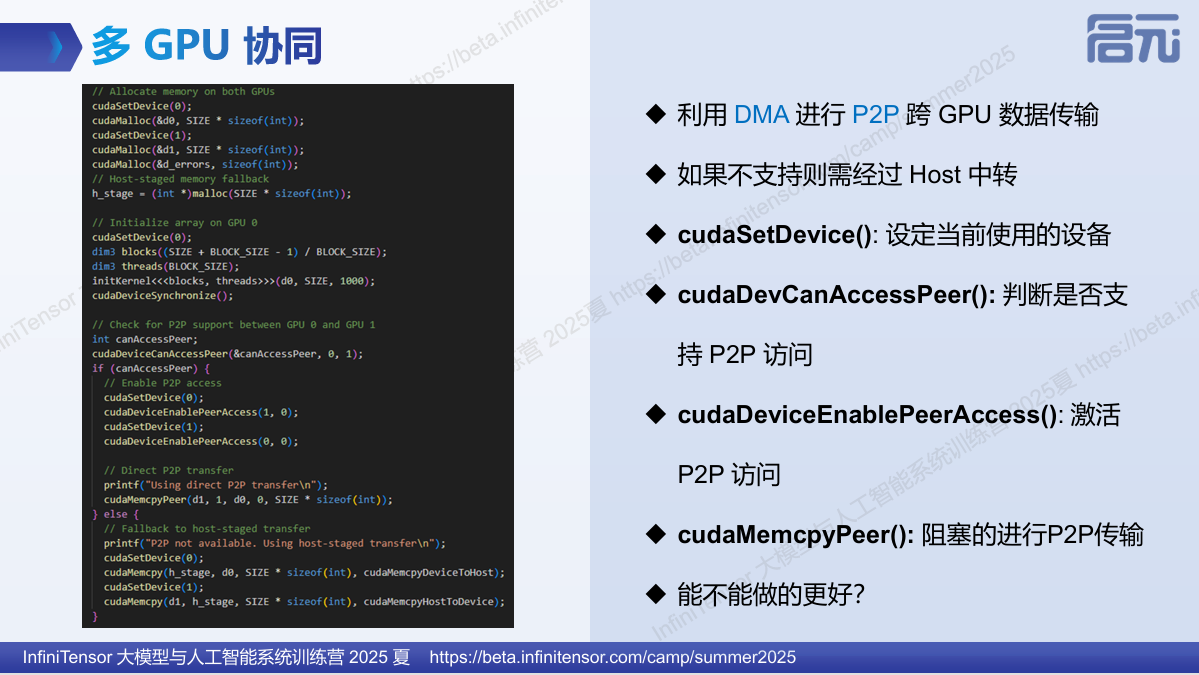 多 GPU 协同
启元
// Allocate memory on both GPUs
cudaSetDevice(0);
cudaMalloc(&d0, SIZE * sizeof(int));
cudaSetDevice(1);
cudaMalloc(&d1, SIZE * sizeof(int));
cudaMalloc(&d_errors, sizeof(int));
// Host-staged memory fallback
h_stage = (int *)malloc(SIZE * sizeof(int));
// Initialize array on GPU 0
cudaSetDevice(0);
dim3 blocks((SIZE + BLOCK_SIZE - 1) / BLOCK_SIZE);
dim3 threads(BLOCK_SIZE);
initKernel<<<blocks, threads>>>(d0, SIZE, 1000);
cudaDeviceSynchronize();
// Check for P2P support between GPU 0 and GPU 1
int canAccessPeer;
cudaDeviceCanAccessPeer(&canAccessPeer, 0, 1);
if (canAccessPeer) {
// Enable P2P access
cudaSetDevice(0);
cudaDeviceEnablePeerAccess(1, 0);
cudaSetDevice(1);
cudaDeviceEnablePeerAccess(0, 0);
// Direct P2P transfer
printf("Using direct P2P transfer\n");
cudaMemcpyPeer(d1, 1, d0, 0, SIZE * sizeof(int));
} else {
// Fallback to host-staged transfer
printf("P2P not available. Using host-staged transfer\n");
cudaSetDevice(0);
cudaMemcpy(h_stage, d0, SIZE * sizeof(int), cudaMemcpyDeviceToHost);
cudaSetDevice(1);
cudaMemcpy(d1, h_stage, SIZE * sizeof(int), cudaMemcpyHostToDevice);
}
◆ 利用 DMA 进行 P2P 跨 GPU 数据传输
◆ 如果不支持则需经过 Host 中转
◆ cudaSetDevice(): 设定当前使用的设备
◆ cudaDevCanAccessPeer(): 判断是否支
持 P2P 访问
◆ cudaDeviceEnablePeerAccess(): 激活
P2P 访问
◆ cudaMemcpyPeer(): 阻塞的进行P2P传输
◆ 能不能做的更好?
InfiniTensor 大模型与人工智能系统训练营 2025 夏 https://beta.infinitensor.com/camp/summer2025